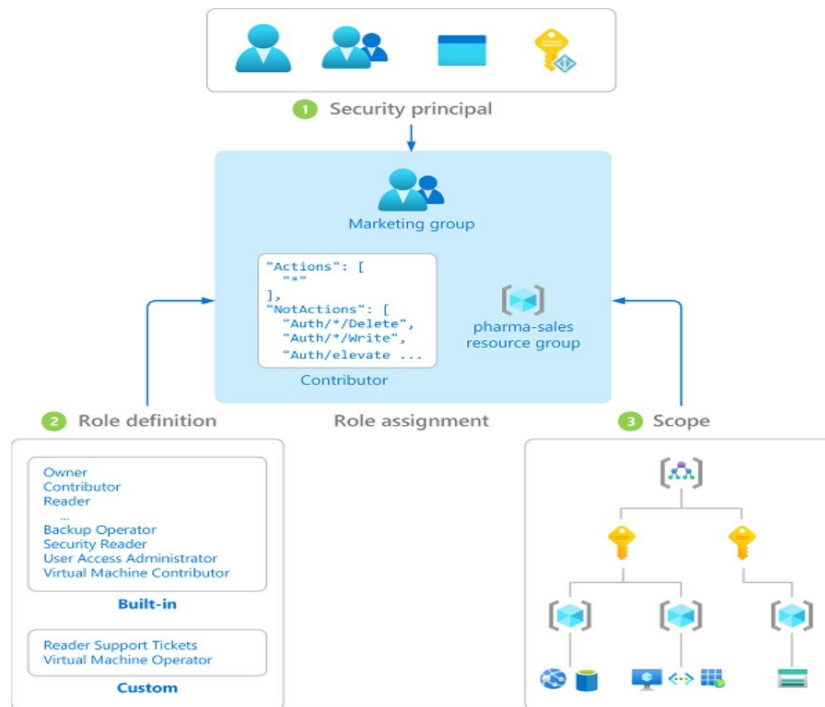 1 Security principal
Marketing group
"Actions": [
"*"
],
"NotActions": [
"Auth/*/Delete",
"Auth/*/Write",
"Auth/elevate ...
Contributor
pharma-sales
resource group
Role assignment
2 Role definition
Owner
Contributor
Reader
...
Backup Operator
Security Reader
User Access Administrator
Virtual Machine Contributor
Built-in
Reader Support Tickets
Virtual Machine Operator
Custom
3 Scope